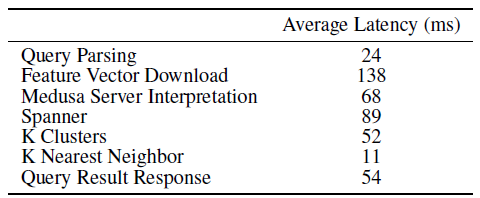 Average Latency (ms)
Query Parsing 24
Feature Vector Download 138
Medusa Server Interpretation 68
Spanner 89
K Clusters 52
K Nearest Neighbor 11
Query Result Response 54